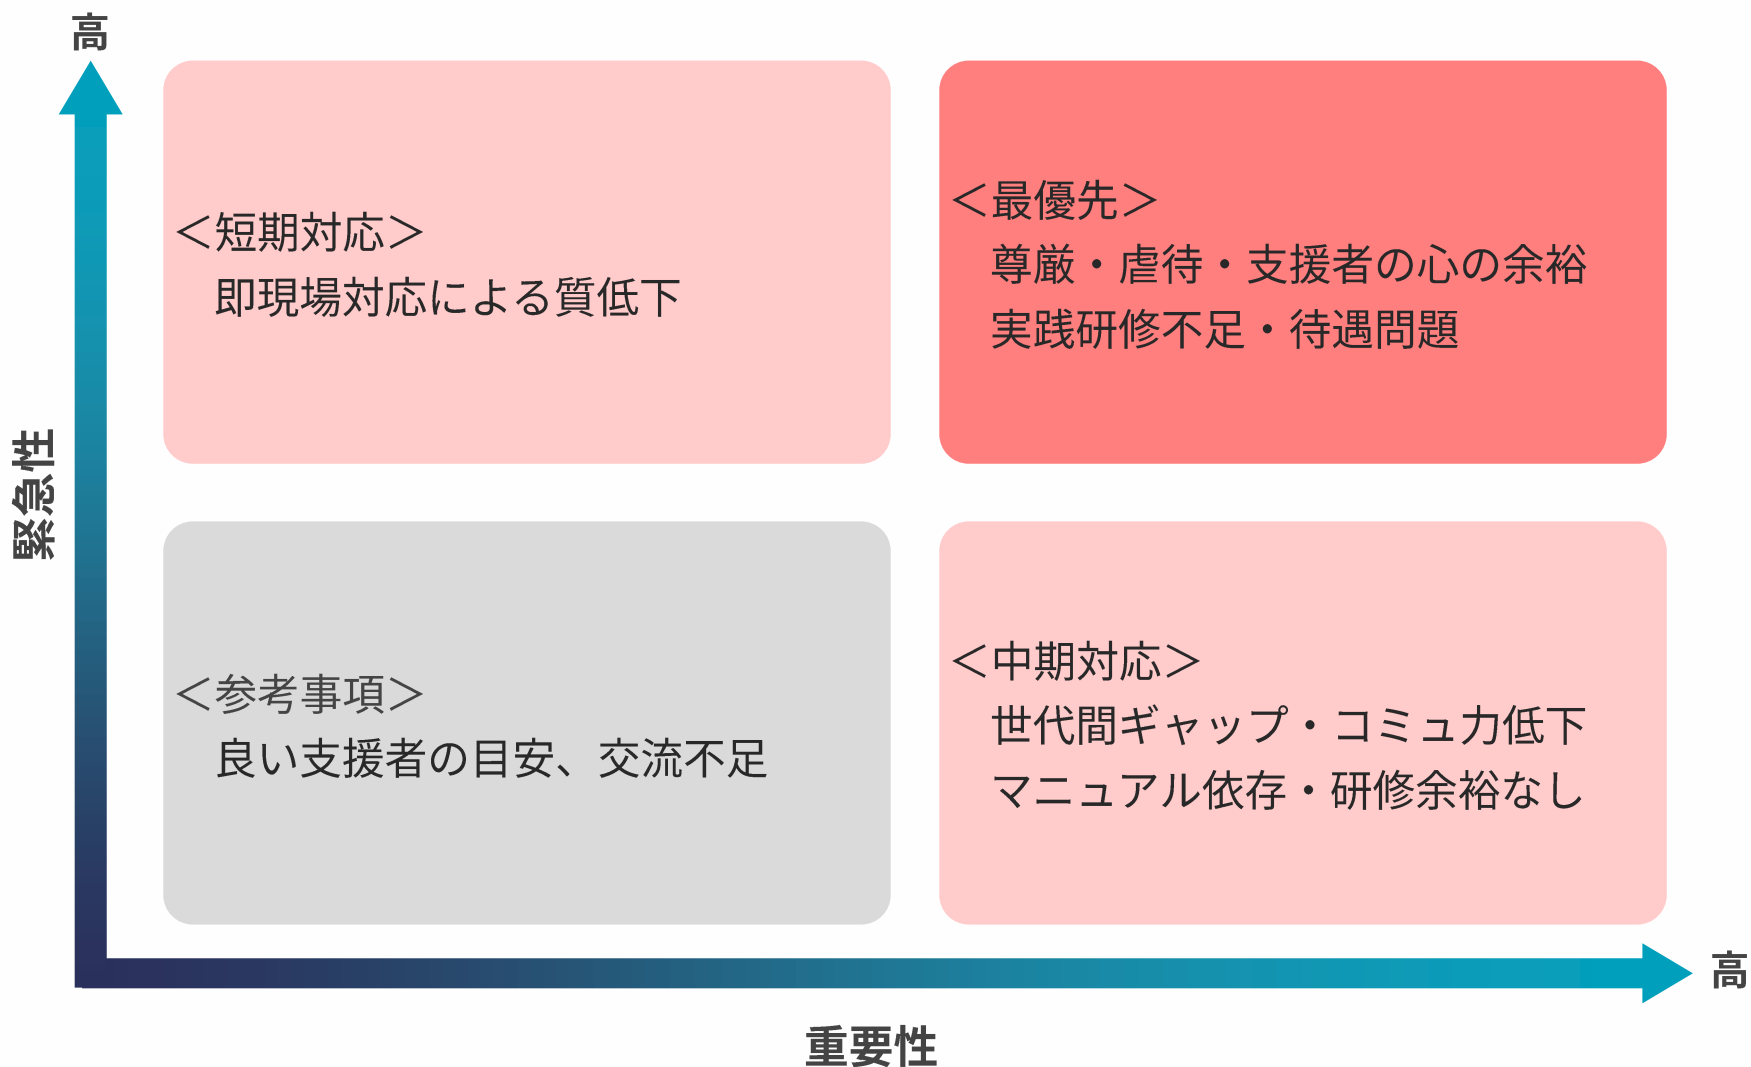 高
＜短期対応＞
即現場対応による質低下
＜最優先＞
尊厳・虐待・支援者の心の余裕
実践研修不足・待遇問題
緊急性
＜参考事項＞
良い支援者の目安、交流不足
＜中期対応＞
世代間ギャップ・コミュ力低下
マニュアル依存・研修余裕なし
高
重要性